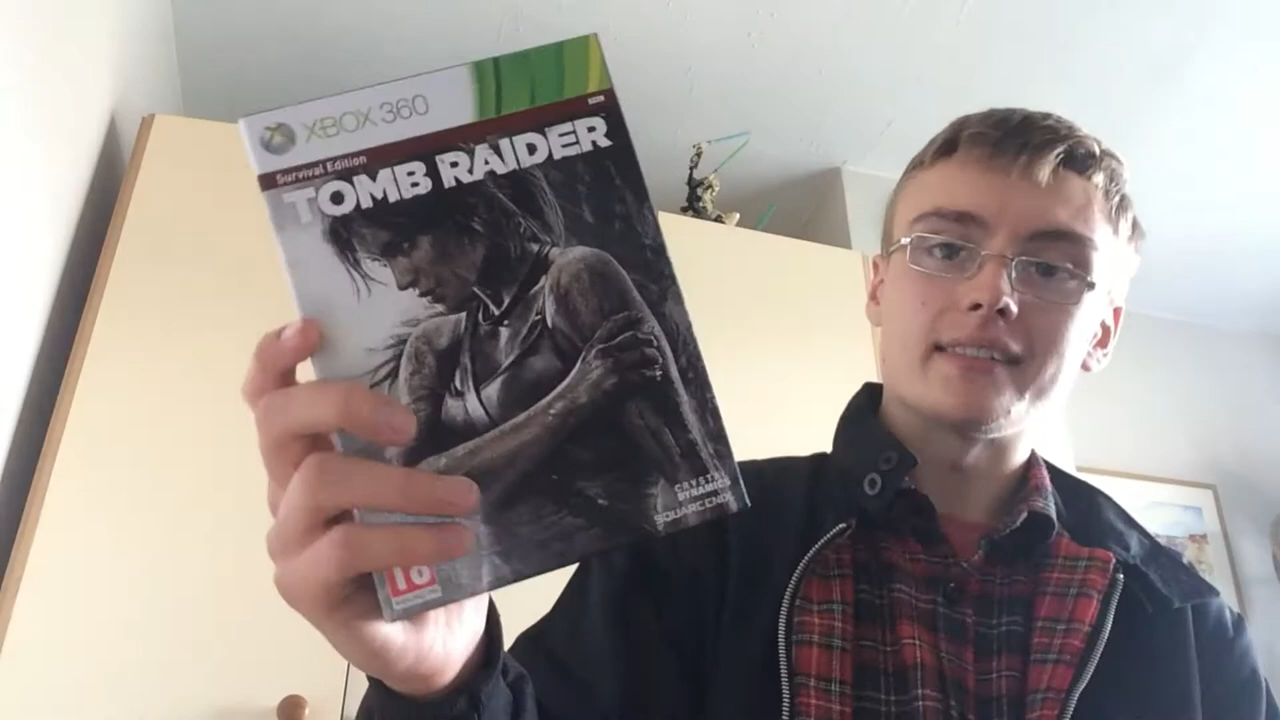 XBOX 360
Survival Edition
TOMB RAIDER
CRYSTAL
DYNAMICS
SQUARE ENIX
18